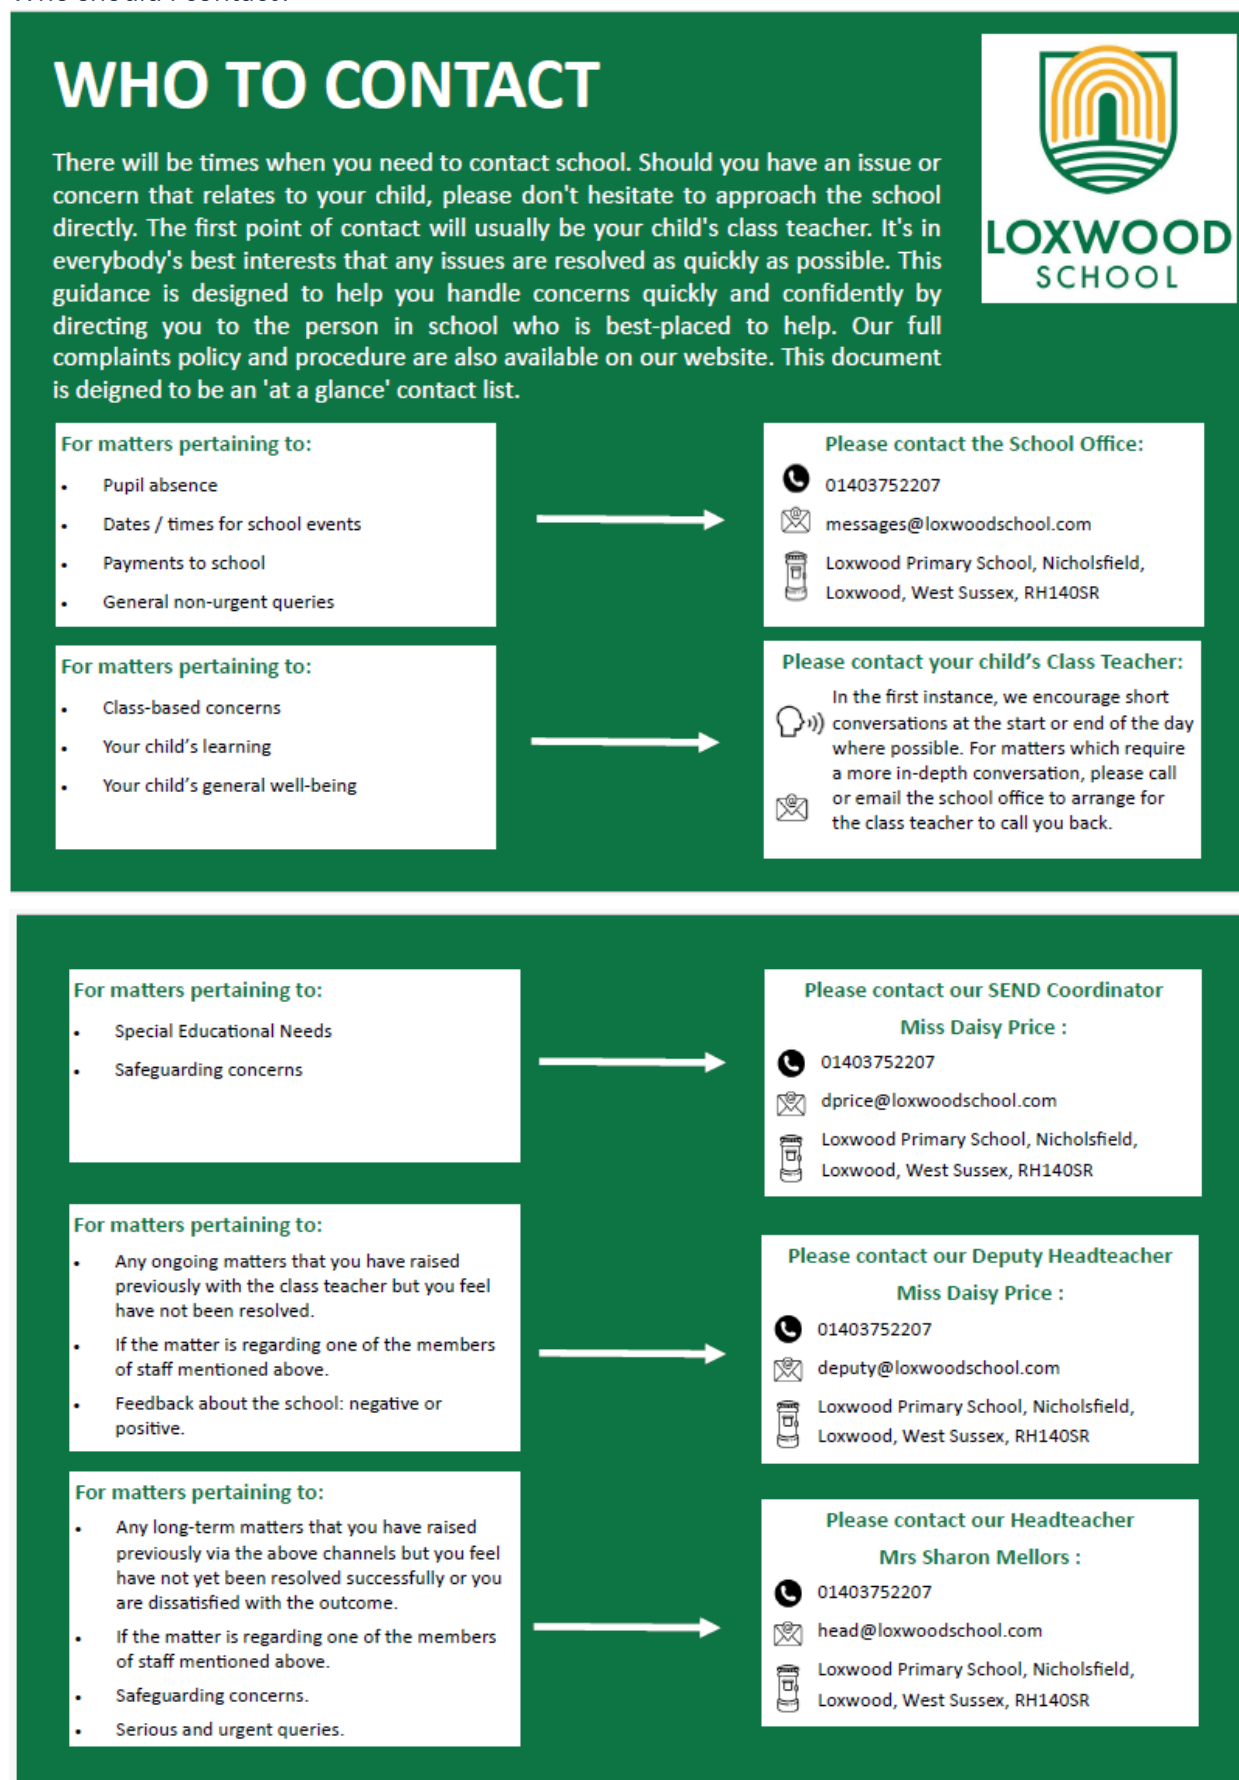 WHO TO CONTACT
There will be times when you need to contact school. Should you have an issue or
concern that relates to your child, please don't hesitate to approach the school
directly. The first point of contact will usually be your child's class teacher. It's in
everybody's best interests that any issues are resolved as quickly as possible. This
guidance is designed to help you handle concerns quickly and confidently by
directing you to the person in school who is best-placed to help. Our full
complaints policy and procedure are also available on our website. This document
is deigned to be an 'at a glance' contact list.
LOXWOOD
SCHOOL
For matters pertaining to:
• Pupil absence
• Dates / times for school events
• Payments to school
• General non-urgent queries
Please contact the School Office:
01403752207
messages@loxwoodschool.com
Loxwood Primary School, Nicholsfield,
Loxwood, West Sussex, RH140SR
For matters pertaining to:
• Class-based concerns
• Your child's learning
• Your child's general well-being
Please contact your child's Class Teacher:
In the first instance, we encourage short
conversations at the start or end of the day
where possible. For matters which require
a more in-depth conversation, please call
or email the school office to arrange for
the class teacher to call you back.
For matters pertaining to:
• Special Educational Needs
• Safeguarding concerns
Please contact our SEND Coordinator
Miss Daisy Price :
01403752207
dprice@loxwoodschool.com
Loxwood Primary School, Nicholsfield,
Loxwood, West Sussex, RH140SR
For matters pertaining to:
• Any ongoing matters that you have raised
previously with the class teacher but you feel
have not been resolved.
• If the matter is regarding one of the members
of staff mentioned above.
• Feedback about the school: negative or
positive.
Please contact our Deputy Headteacher
Miss Daisy Price :
01403752207
deputy@loxwoodschool.com
Loxwood Primary School, Nicholsfield,
Loxwood, West Sussex, RH140SR
For matters pertaining to:
• Any long-term matters that you have raised
previously via the above channels but you feel
have not yet been resolved successfully or you
are dissatisfied with the outcome.
• If the matter is regarding one of the members
of staff mentioned above.
• Safeguarding concerns.
• Serious and urgent queries.
Please contact our Headteacher
Mrs Sharon Mellors :
01403752207
head@loxwoodschool.com
Loxwood Primary School, Nicholsfield,
Loxwood, West Sussex, RH140SR